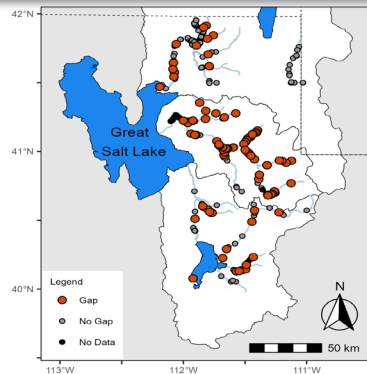 42°N
Great
Salt Lake
41°N
40°N
Legend
Gap
No Gap
No Data
N
50 km
113°W
112°W
111°W